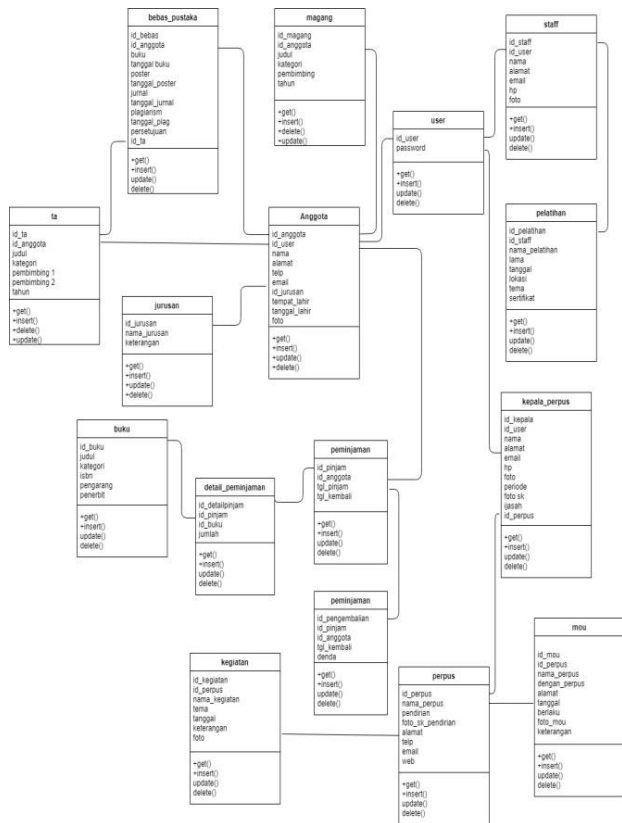 bebas_pustaka
id_bebas
id_anggota
buku
tanggal buku
poster
tanggal_poster
jurnal
tanggal_jurnal
plagiarism
tanggal_plag
persetujuan
id_ta
+get()
+insert()
update()
delete()
magang
id_magang
id_anggota
judul
kategori
pembimbing
tahun
+get()
+insert()
+delete()
+update()
staff
id_staff
id_user
nama
alamat
email
hp
foto
+get()
+insert()
update()
delete()
user
id_user
password
+get()
+insert()
update()
delete()
ta
id_ta
id_anggota
judul
kategori
pembimbing 1
pembimbing 2
tahun
+get()
+insert()
+delete()
+update()
Anggota
id_anggota
id_user
nama
alamat
telp
email
id_jurusan
tempat_lahir
tanggal_lahir
foto
+get()
+insert()
+update()
+delete()
pelatihan
id_pelatihan
id_staff
nama_pelatihan
lama
tanggal
lokasi
tema
sertifikat
+get()
+insert()
update()
delete()
jurusan
id_jurusan
nama_jurusan
keterangan
+get()
+insert()
+update()
+delete()
kepala_perpus
id_kepala
id_user
nama
alamat
email
hp
foto
periode
foto sk
ijasah
id_perpus
+get()
+insert()
update()
delete()
buku
id_buku
judul
kategori
isbn
pengarang
penerbit
+get()
+insert()
update()
delete()
detail_peminjaman
id_detailpinjam
id_pinjam
id_buku
jumlah
+get()
+insert()
update()
delete()
peminjaman
id_pinjam
id_anggota
tgl_pinjam
tgl_kembali
+get()
+insert()
update()
delete()
peminjaman
id_pengembalian
id_pinjam
id_anggota
tgl_kembali
denda
+get()
+insert()
update()
delete()
mou
id_mou
id_perpus
nama_perpus
dengan_perpus
alamat
tanggal
berlaku
foto_mou
keterangan
+get()
+insert()
update()
delete()
kegiatan
id_kegiatan
id_perpus
nama_kegiatan
tema
tanggal
keterangan
foto
+get()
+insert()
update()
delete()
perpus
id_perpus
nama_perpus
pendirian
foto_sk_pendirian
alamat
telp
email
web
+get()
+insert()
update()
delete()